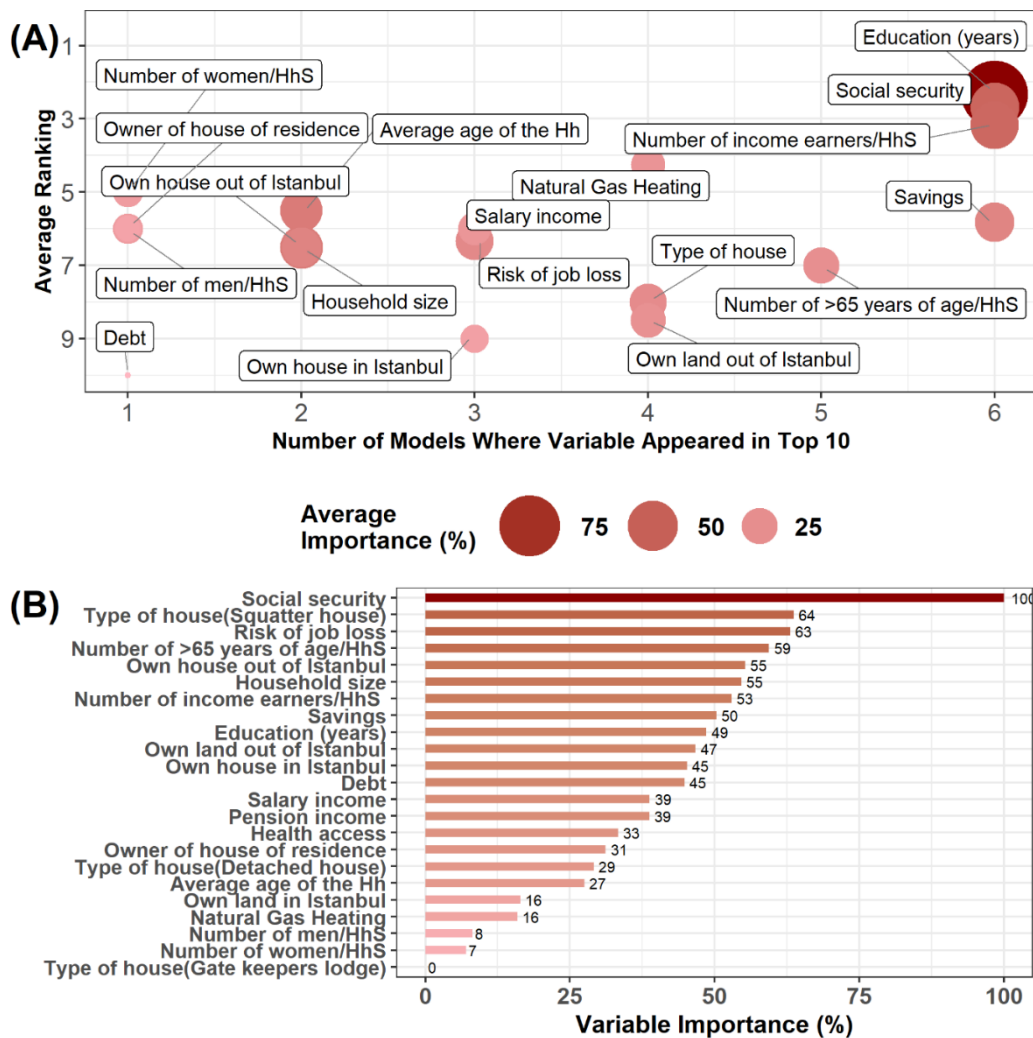 (A)
Average Ranking
1
3
5
7
9
Education (years)
Number of women/HhS
Social security
Owner of house of residence
Average age of the Hh
Number of income earners/HhS
Own house out of Istanbul
Natural Gas Heating
Savings
Salary income
Type of house
Number of men/HhS
Household size
Risk of job loss
Number of >65 years of age/HhS
Debt
Own house in Istanbul
Own land out of Istanbul
1 2 3 4 5 6
Number of Models Where Variable Appeared in Top 10
Average
Importance (%)
75 50 25
(B)
Social security 100
Type of house(Squatter house) 64
Risk of job loss 63
Number of >65 years of age/HhS 59
Own house out of Istanbul 55
Household size 55
Number of income earners/HhS 53
Savings 50
Education (years) 49
Own land out of Istanbul 47
Own house in Istanbul 45
Debt 45
Salary income 39
Pension income 39
Health access 33
Owner of house of residence 31
Type of house(Detached house) 29
Average age of the Hh 27
Own land in Istanbul 16
Natural Gas Heating 16
Number of men/HhS 8
Number of women/HhS 7
Type of house(Gate keepers lodge) 0
0 25 50 75 100
Variable Importance (%)